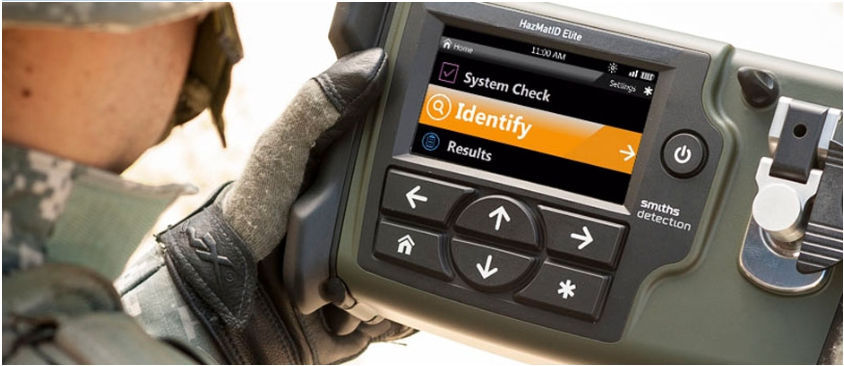 HazMatID Elite
Home
11:00 AM
Settings
System Check
Identify
Results
smiths
detection